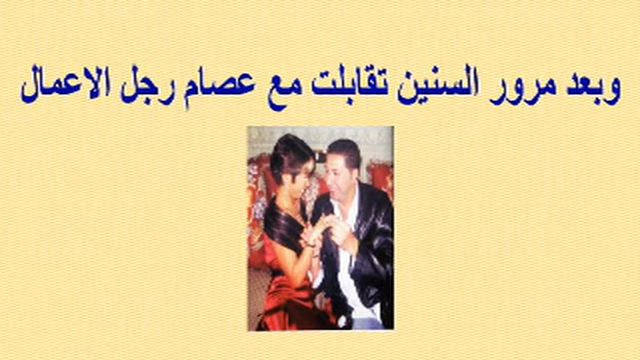 وبعد مرور السنين تقابلت مع عصام رجل الاعمال